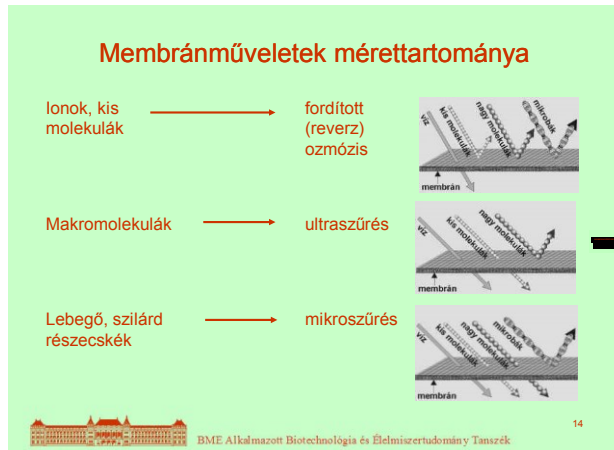 Membránműveletek mérettartománya
Ionok, kis
molekulák
fordított
(reverz)
ozmózis
víz
kis molekulák
nagy molekulák
mikrobák
membrán
Makromolekulák
ultraszűrés
víz
kis molekulák
nagy molekulák
membrán
Lebegő, szilárd
részecskék
mikroszűrés
víz
kis molekulák
nagy molekulák
mikrobák
membrán
BME Alkalmazott Biotechnológia és Élelmiszertudomány Tanszék
14